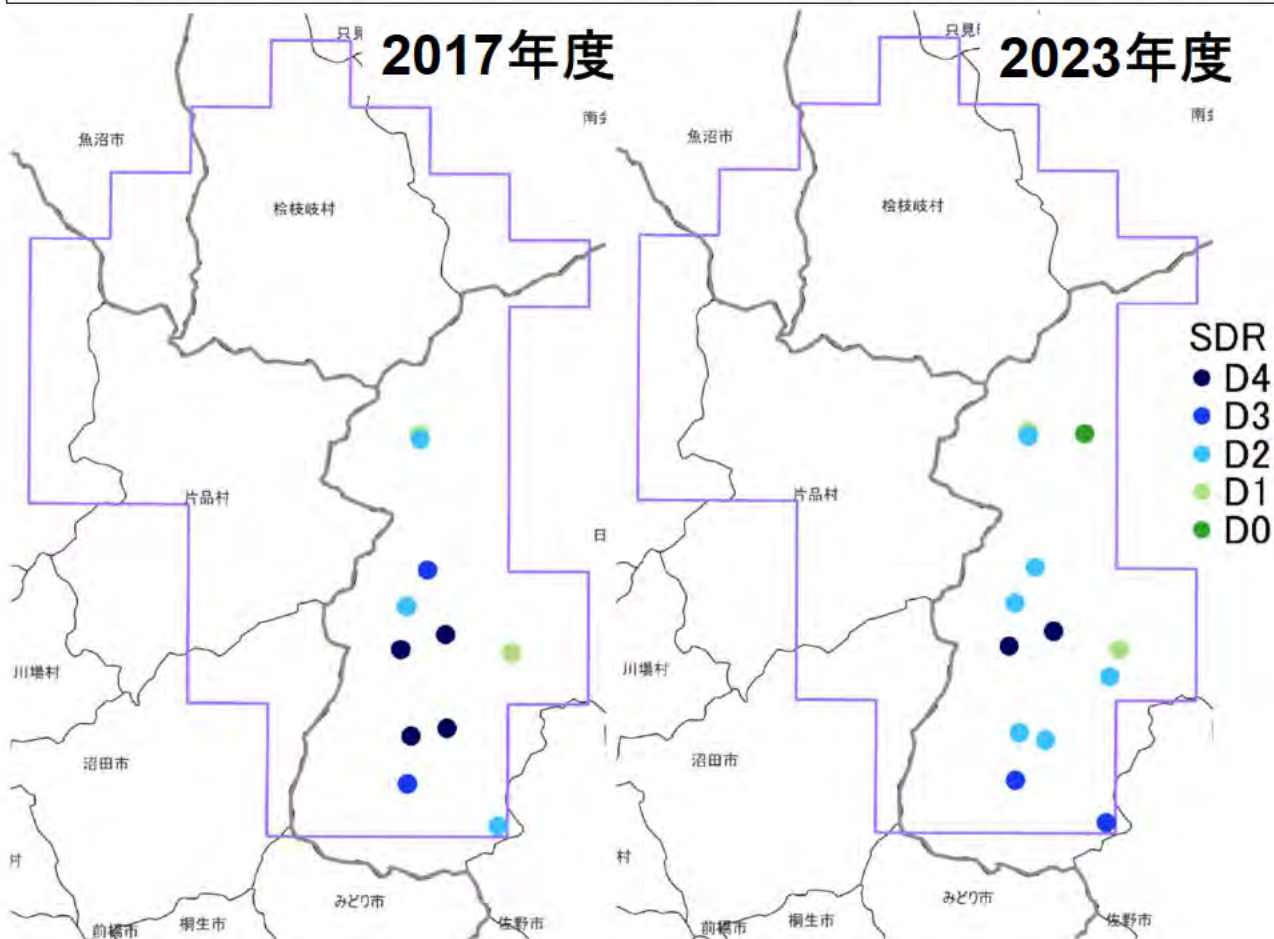 2017年度
魚沼市
桧枝岐村
片品村
日
川場村
沼田市
村
みどり市
前橋市
桐生市
佐野市
2023年度
魚沼市
桧枝岐村
片品村
川場村
沼田市
村
みどり市
前橋市
桐生市
佐野市
SDR
D4
D3
D2
D1
D0